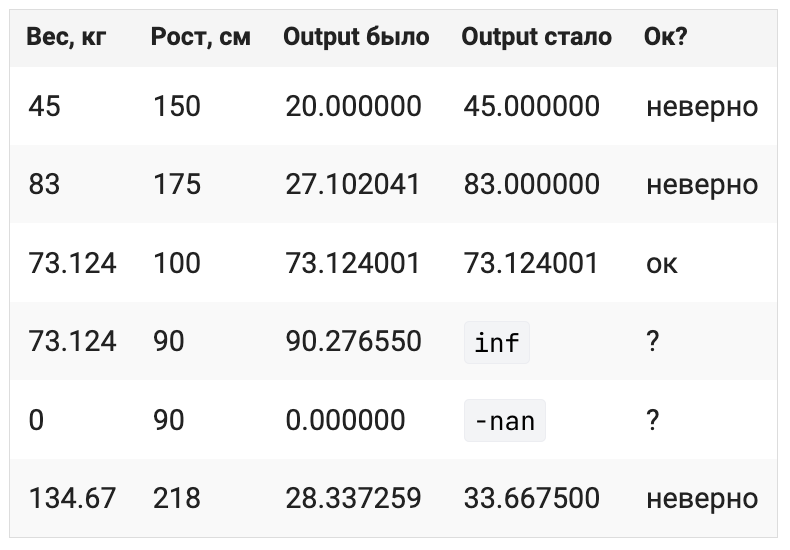 Вес, кг Рост, см Output было Output стало Ок?
45 150 20.000000 45.000000 неверно
83 175 27.102041 83.000000 неверно
73.124 100 73.124001 73.124001 ок
73.124 90 90.276550 inf ?
0 90 0.000000 -nan ?
134.67 218 28.337259 33.667500 неверно